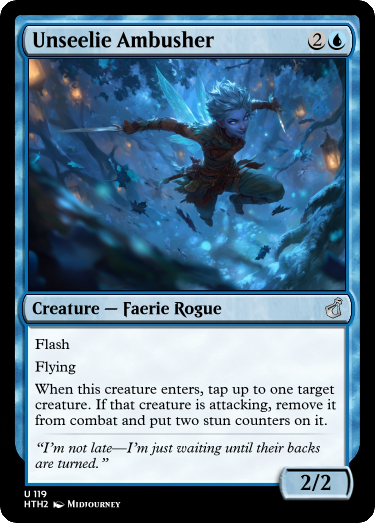 Unseelie Ambusher 2
Creature — Faerie Rogue
Flash
Flying
When this creature enters, tap up to one target
creature. If that creature is attacking, remove it
from combat and put two stun counters on it.
“I’m not late—I’m just waiting until their backs
are turned.”
2/2
U 119
HTH2 Midjourney